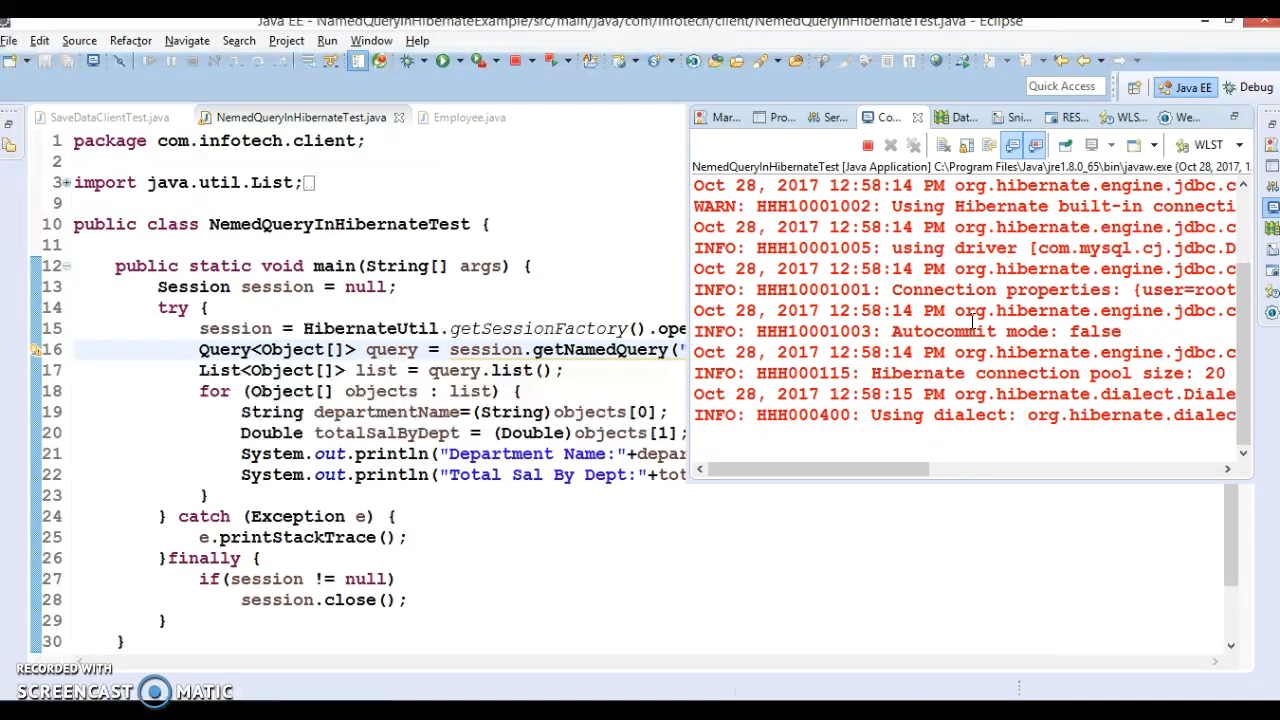 Java EE - NamedQueryInHibernateExample/src/main/java/com/infotech/client/NemedQueryInHibernateTest.java - Eclipse
File Edit Source Refactor Navigate Search Project Run Window Help
Quick Access
Java EE
Debug
SaveDataClientTest.java NemedQueryInHibernateTest.java Employee.java
1 package com.infotech.client;
2
3 import java.util.List;
9
10 public class NemedQueryInHibernateTest {
11
12 public static void main(String[] args) {
13 Session session = null;
14 try {
15 session = HibernateUtil.getSessionFactory().ope
16 Query<Object[]> query = session.getNamedQuery("
17 List<Object[]> list = query.list();
18 for (Object[] objects : list) {
19 String departmentName=(String)objects[0];
20 Double totalSalByDept = (Double)objects[1];
21 System.out.println("Department Name:"+depar
22 System.out.println("Total Sal By Dept:"+tot
23 }
24 } catch (Exception e) {
25 e.printStackTrace();
26 }finally {
27 if(session != null)
28 session.close();
29 }
30 }
Mar... Pro... Ser... Co... Dat... Sni... RES... WLS... We...
WLST
NemedQueryInHibernateTest [Java Application] C:\Program Files\Java\jre1.8.0_65\bin\javaw.exe (Oct 28, 2017, 1
Oct 28, 2017 12:58:14 PM org.hibernate.engine.jdbc.c
WARN: HHH10001002: Using Hibernate built-in connecti
Oct 28, 2017 12:58:14 PM org.hibernate.engine.jdbc.c
INFO: HHH10001005: using driver [com.mysql.cj.jdbc.D
Oct 28, 2017 12:58:14 PM org.hibernate.engine.jdbc.c
INFO: HHH10001001: Connection properties: {user=root
Oct 28, 2017 12:58:14 PM org.hibernate.engine.jdbc.c
INFO: HHH10001003: Autocommit mode: false
Oct 28, 2017 12:58:14 PM org.hibernate.engine.jdbc.c
INFO: HHH000115: Hibernate connection pool size: 20
Oct 28, 2017 12:58:15 PM org.hibernate.dialect.Diale
INFO: HHH000400: Using dialect: org.hibernate.dialec
RECORDED WITH
SCREENCAST MATIC